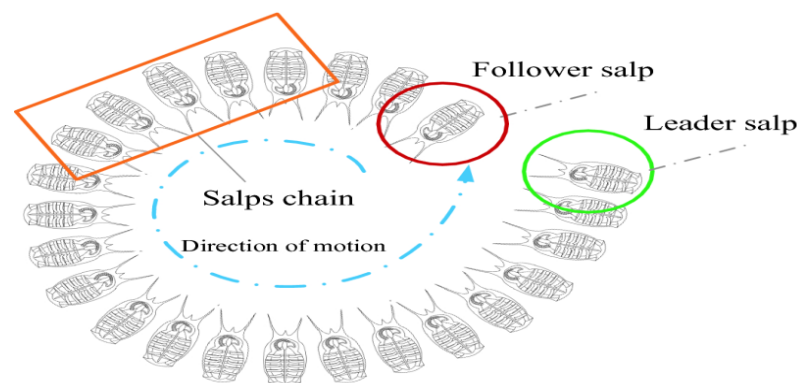 Follower salp
Leader salp
Salps chain
Direction of motion